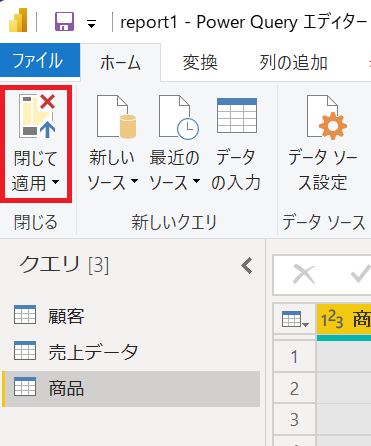 report1 - Power Query エディター
ファイル ホーム 変換 列の追加
閉じて
適用
新しい
ソース
最近の
ソース
データ
の入力
データ ソー
ス設定
閉じる 新しいクエリ データ ソース
クエリ [3]
顧客
売上データ
商品
123 商
1
2
3